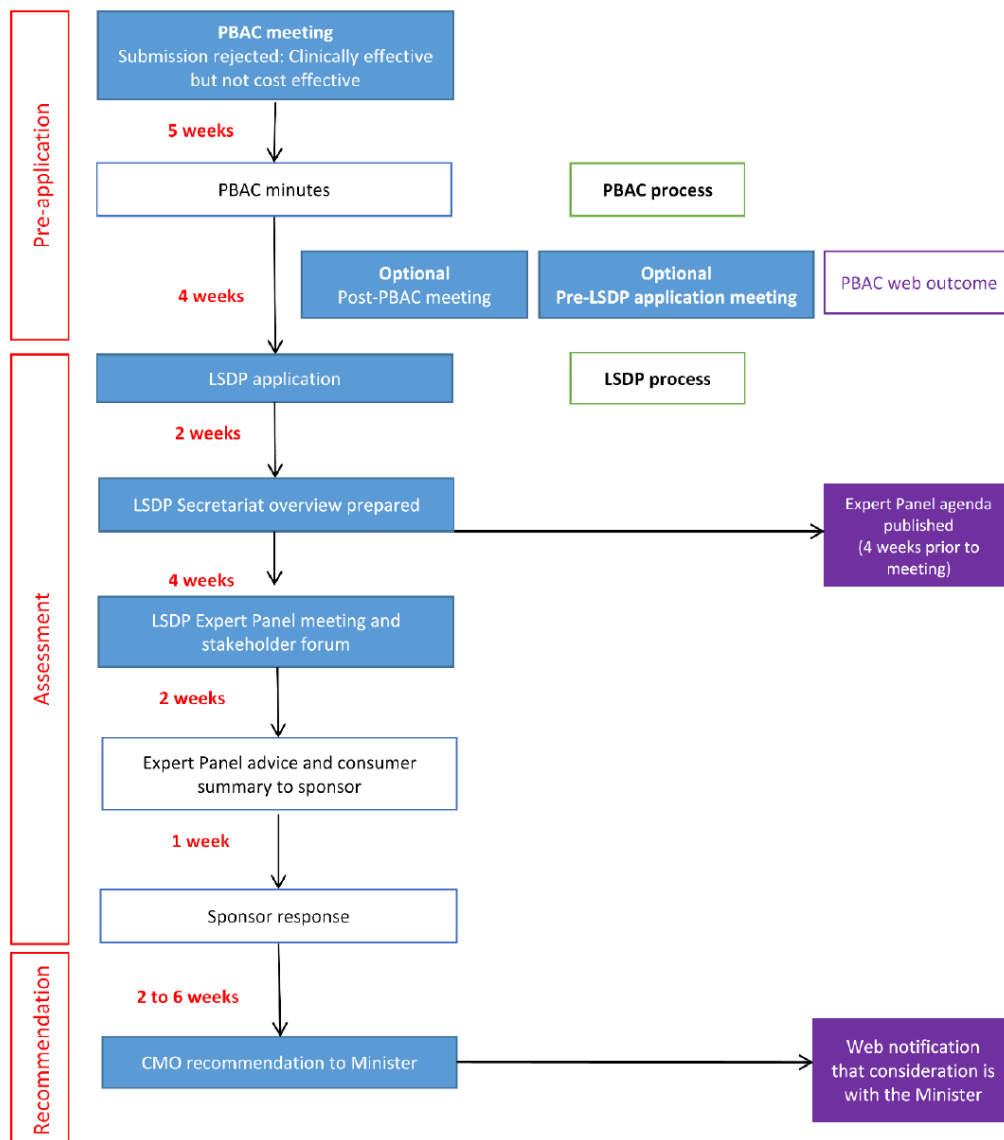 Pre-application
PBAC meeting
Submission rejected: Clinically effective
but not cost effective
5 weeks
PBAC minutes
PBAC process
4 weeks
Optional
Post-PBAC meeting
Optional
Pre-LSDP application meeting
PBAC web outcome
Assessment
LSDP application
LSDP process
2 weeks
LSDP Secretariat overview prepared
Expert Panel agenda
published
(4 weeks prior to
meeting)
4 weeks
LSDP Expert Panel meeting and
stakeholder forum
2 weeks
Expert Panel advice and consumer
summary to sponsor
1 week
Sponsor response
Recommendation
2 to 6 weeks
CMO recommendation to Minister
Web notification
that consideration is
with the Minister